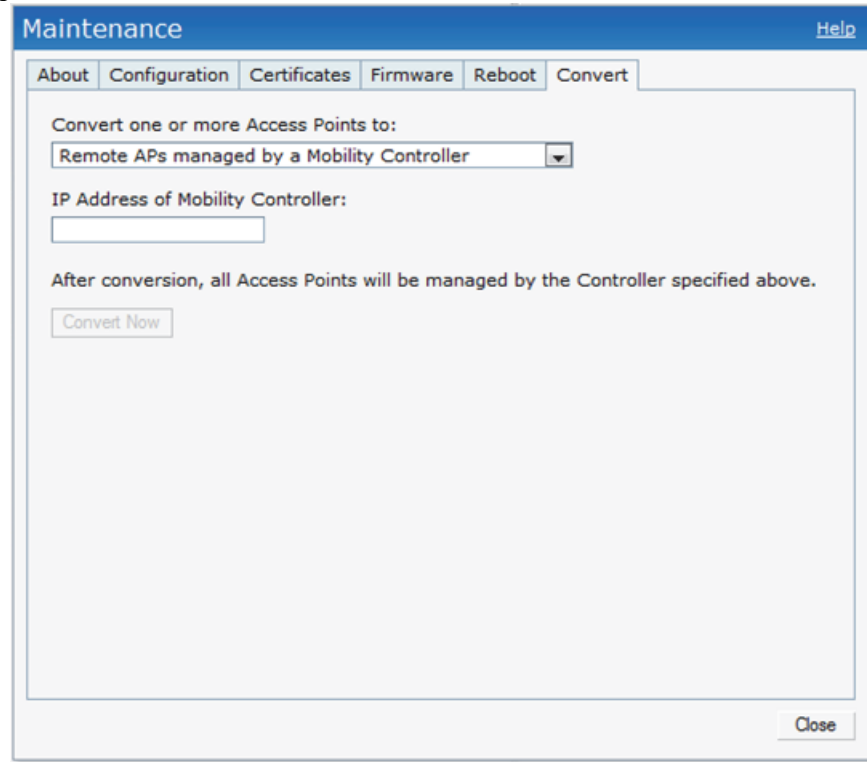 Maintenance
Help
About Configuration Certificates Firmware Reboot Convert
Convert one or more Access Points to:
Remote APs managed by a Mobility Controller
IP Address of Mobility Controller:
After conversion, all Access Points will be managed by the Controller specified above.
Convert Now
Close